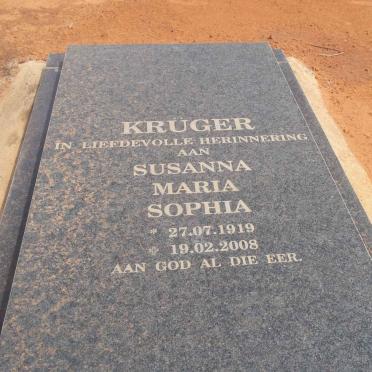 KRUGER
IN LIEFDEVOLLE HERINNERING
AAN
SUSANNA
MARIA
SOPHIA
* 27.07.1919
✥ 19.02.2008
AAN GOD AL DIE EER.